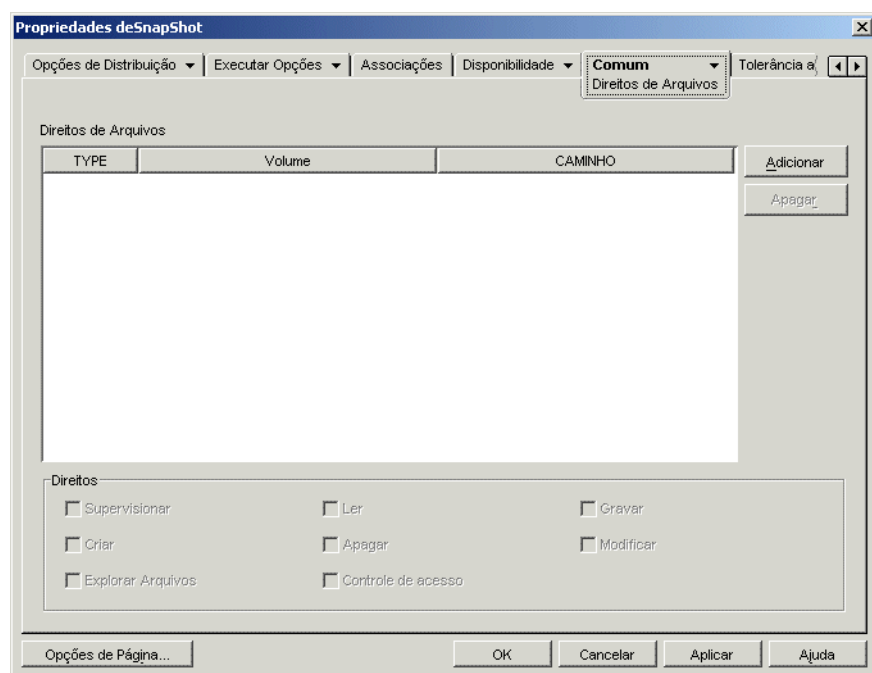 Propriedades deSnapShot
Opções de Distribuição Executar Opções Associações Disponibilidade Comum Tolerância a
Direitos de Arquivos
Direitos de Arquivos
TYPE Volume CAMINHO Adicionar
Apagar
Direitos
Supervisionar Ler Gravar
Criar Apagar Modificar
Explorar Arquivos Controle de acesso
Opções de Página... OK Cancelar Aplicar Ajuda